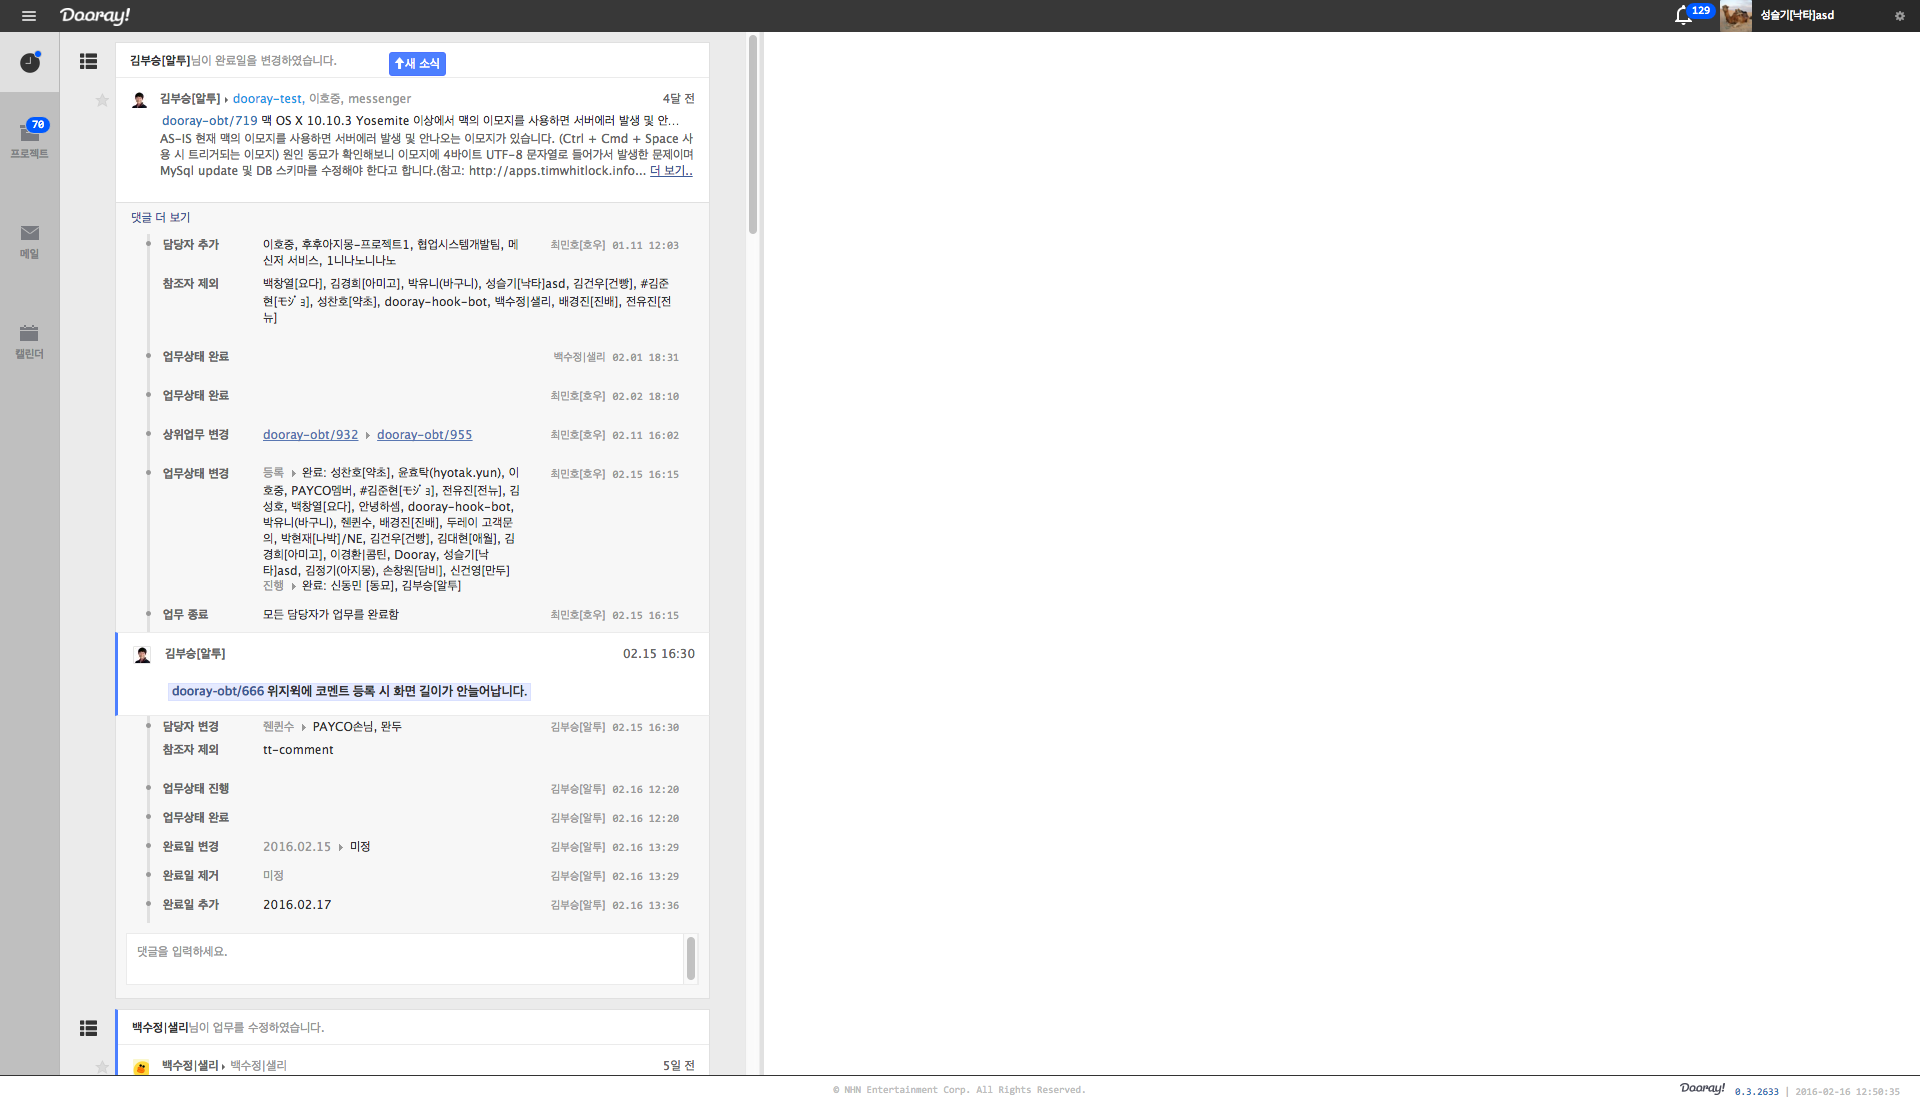 Dooray!
129
성슬기[낙타]asd
70
프로젝트
메일
캘린더
김부승[알투]님이 완료일을 변경하였습니다.
새 소식
김부승[알투] dooray-test, 이호중, messenger
4달 전
dooray-obt/719 맥 OS X 10.10.3 Yosemite 이상에서 맥의 이모지를 사용하면 서버에러 발생 및 안...
AS-IS 현재 맥의 이모지를 사용하면 서버에러 발생 및 안나오는 이모지가 있습니다. (Ctrl + Cmd + Space 사
용 시 트리거되는 이모지) 원인 동묘가 확인해보니 이모지에 4바이트 UTF-8 문자열로 들어가서 발생한 문제이며
MySql update 및 DB 스키마를 수정해야 한다고 합니다.(참고: http://apps.timwhitlock.info... 더 보기..
댓글 더 보기
담당자 추가
이호중, 후후아지몽-프로젝트1, 협업시스템개발팀, 메
신저 서비스, 1니나노니나노
최민호[호우] 01.11 12:03
참조자 제외
백창열[요다], 김경희[아미고], 박유니(바구니), 성슬기[낙타]asd, 김건우[건빵], #김준
현[モジョ], 성찬호[약초], dooray-hook-bot, 백수정|샐리, 배경진[진배], 전유진[전
뉴]
업무상태 완료
백수정|샐리 02.01 18:31
업무상태 완료
최민호[호우] 02.02 18:10
상위업무 변경
dooray-obt/932 dooray-obt/955
최민호[호우] 02.11 16:02
업무상태 변경
등록 완료: 성찬호[약초], 윤효탁(hyotak.yun), 이
호중, PAYCO멤버, #김준현[モジョ], 전유진[전뉴], 김
성호, 백창열[요다], 안녕하셈, dooray-hook-bot,
박유니(바구니), 줸퀸수, 배경진[진배], 두레이 고객문
의, 박현재[나박]/NE, 김건우[건빵], 김대현[애월], 김
경희[아미고], 이경환|콤틴, Dooray, 성슬기[낙
타]asd, 김정기(아지몽), 손창원[담비], 신건영[만두]
진행 완료: 신동민 [동묘], 김부승[알투]
최민호[호우] 02.15 16:15
업무 종료
모든 담당자가 업무를 완료함
최민호[호우] 02.15 16:15
김부승[알투]
02.15 16:30
dooray-obt/666 위지윅에 코멘트 등록 시 화면 길이가 안늘어납니다.
담당자 변경
줸퀸수 PAYCO손님, 완두
김부승[알투] 02.15 16:30
참조자 제외
tt-comment
업무상태 진행
김부승[알투] 02.16 12:20
업무상태 완료
김부승[알투] 02.16 12:20
완료일 변경
2016.02.15 미정
김부승[알투] 02.16 13:29
완료일 제거
미정
김부승[알투] 02.16 13:29
완료일 추가
2016.02.17
김부승[알투] 02.16 13:36
댓글을 입력하세요.
백수정|샐리님이 업무를 수정하였습니다.
백수정|샐리 백수정|샐리
5일 전
© NHN Entertainment Corp. All Rights Reserved.
Dooray! 0.3.2633 | 2016-02-16 12:50:35